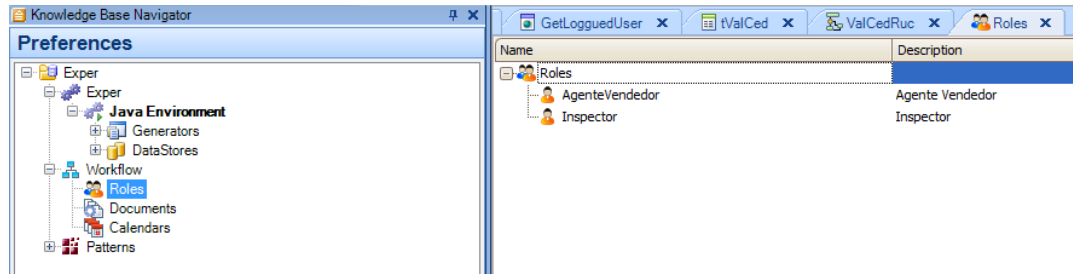 Knowledge Base Navigator
Preferences
Exper
Exper
Java Environment
Generators
DataStores
Workflow
Roles
Documents
Calendars
Patterns
GetLogguedUser x tValCed x ValCedRuc x Roles x
Name Description
Roles
AgenteVendedor Agente Vendedor
Inspector Inspector